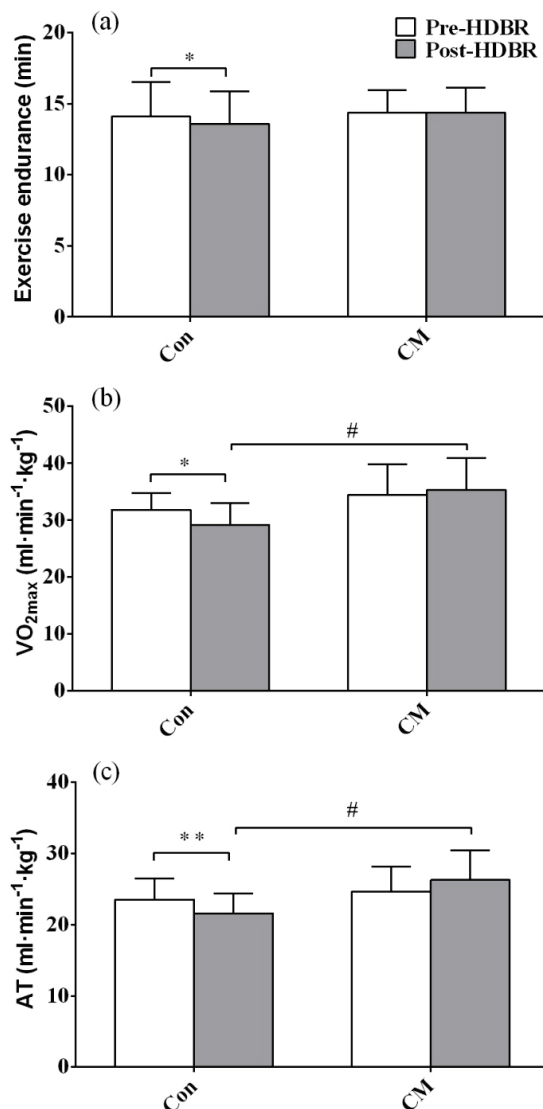 (a)
Pre-HDBR
Post-HDBR
Exercise endurance (min)
20
15
10
5
0
*
Con
CM
(b)
VO2max (ml·min⁻¹·kg⁻¹)
50
40
30
20
10
0
*
#
Con
CM
(c)
AT (ml·min⁻¹·kg⁻¹)
40
30
20
10
0
**
#
Con
CM